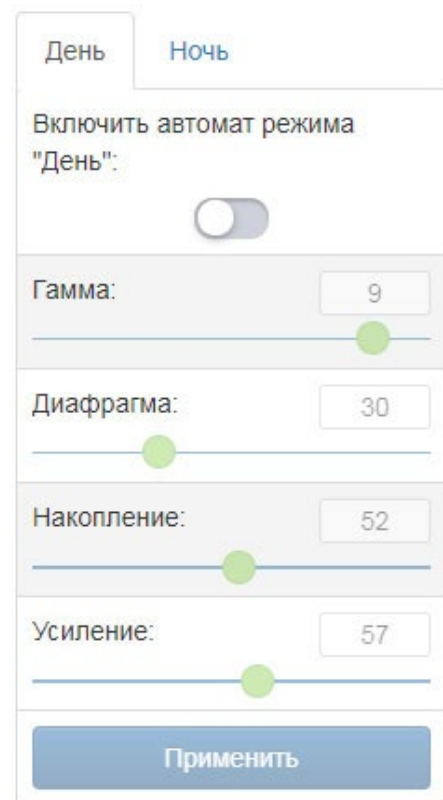 День Ночь
Включить автомат режима
"День":
Гамма: 9
Диафрагма: 30
Накопление: 52
Усиление: 57
Применить